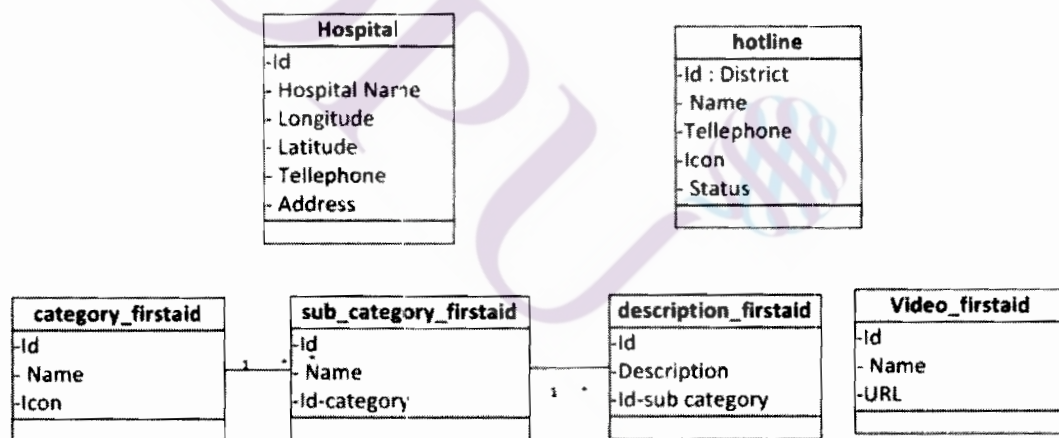 Hospital
-Id
- Hospital Name
- Longitude
- Latitude
- Tellephone
- Address
hotline
-Id : District
- Name
-Tellephone
-Icon
- Status
category_firstaid
-Id
- Name
-Icon
1 *
sub_category_firstaid
-Id
- Name
-Id-category
*
1 *
description_firstaid
-Id
-Description
-Id-sub category
Video_firstaid
-Id
- Name
-URL
PU